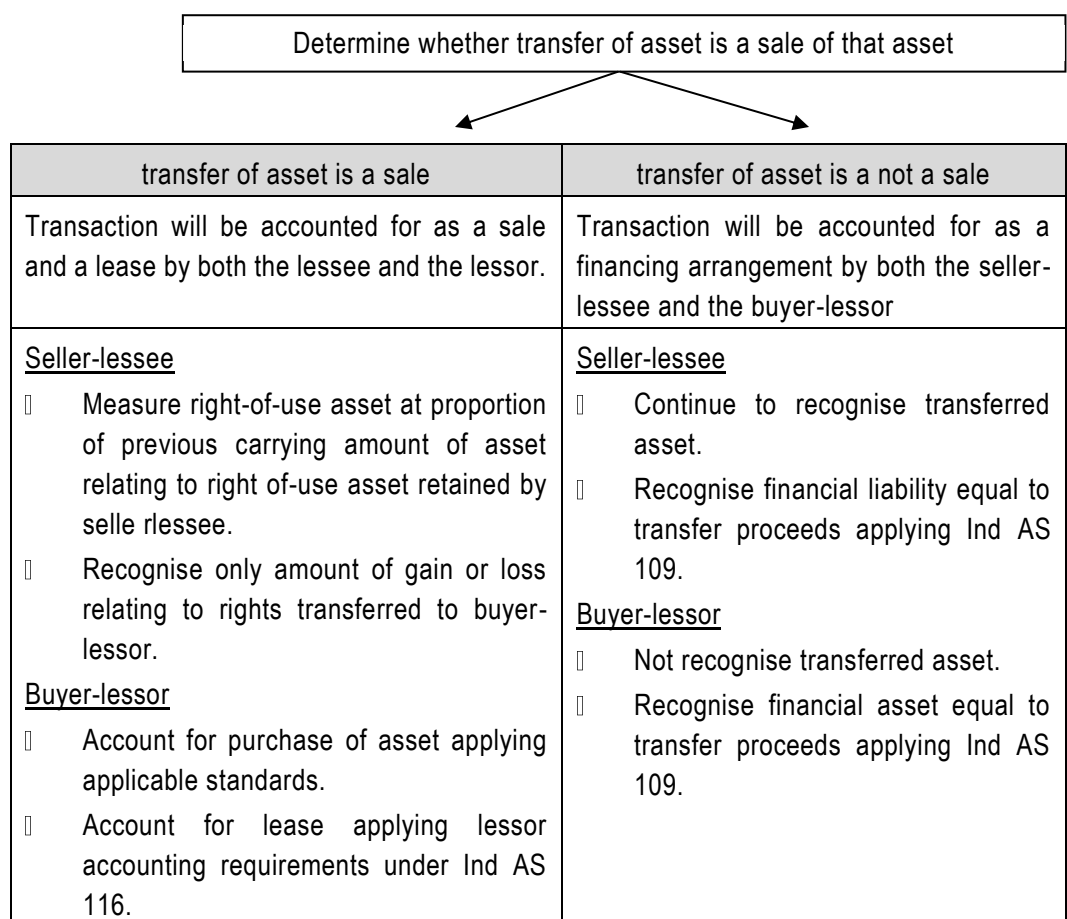 Determine whether transfer of asset is a sale of that asset
transfer of asset is a sale
transfer of asset is a not a sale
Transaction will be accounted for as a sale
and a lease by both the lessee and the lessor.
Transaction will be accounted for as a
financing arrangement by both the seller-
lessee and the buyer-lessor
Seller-lessee
Measure right-of-use asset at proportion
of previous carrying amount of asset
relating to right of-use asset retained by
selle rlessee.
Recognise only amount of gain or loss
relating to rights transferred to buyer-
lessor.
Buyer-lessor
Account for purchase of asset applying
applicable standards.
Account for lease applying lessor
accounting requirements under Ind AS
116.
Seller-lessee
Continue to recognise transferred
asset.
Recognise financial liability equal to
transfer proceeds applying Ind AS
109.
Buyer-lessor
Not recognise transferred asset.
Recognise financial asset equal to
transfer proceeds applying Ind AS
109.